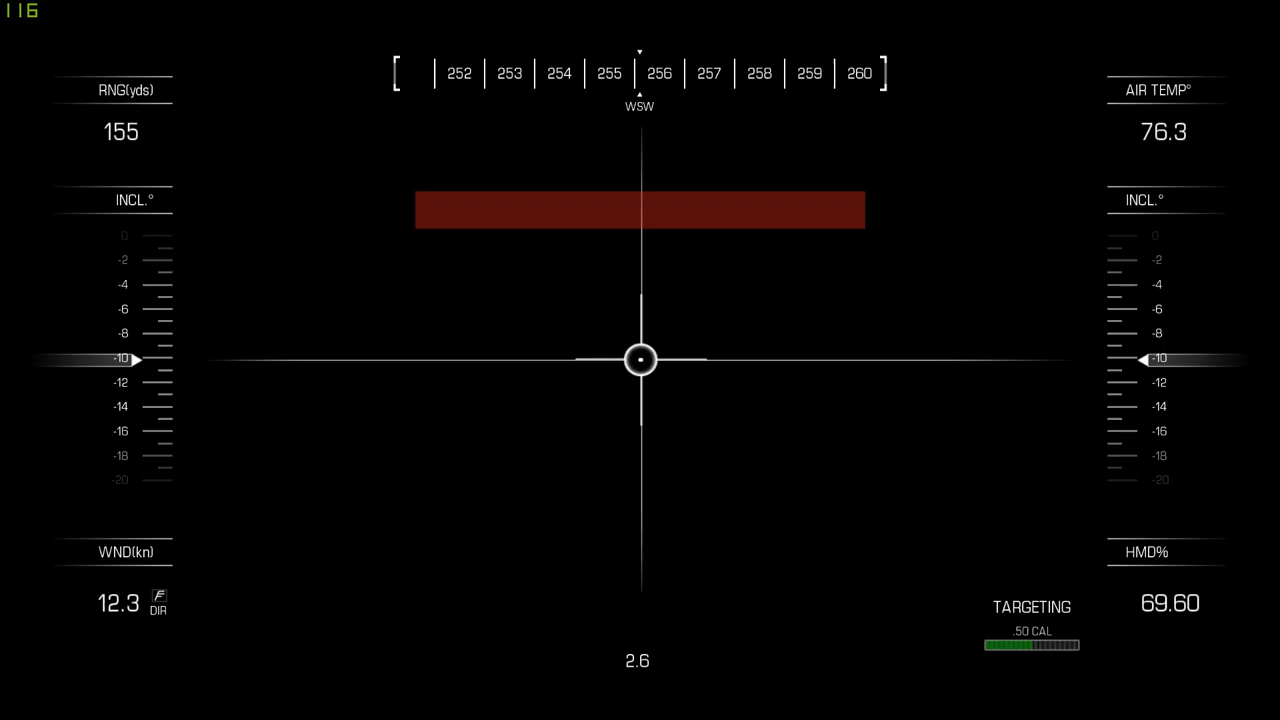 116
252 253 254 255 256 257 258 259 260
WSW
RNG(yds)
155
AIR TEMP°
76.3
INCL.°
0
-2
-4
-6
-8
-10
-12
-14
-16
-18
-20
INCL.°
0
-2
-4
-6
-8
-10
-12
-14
-16
-18
-20
WND(kn)
12.3
F
DIR
HMD%
69.60
TARGETING
.50 CAL
2.6